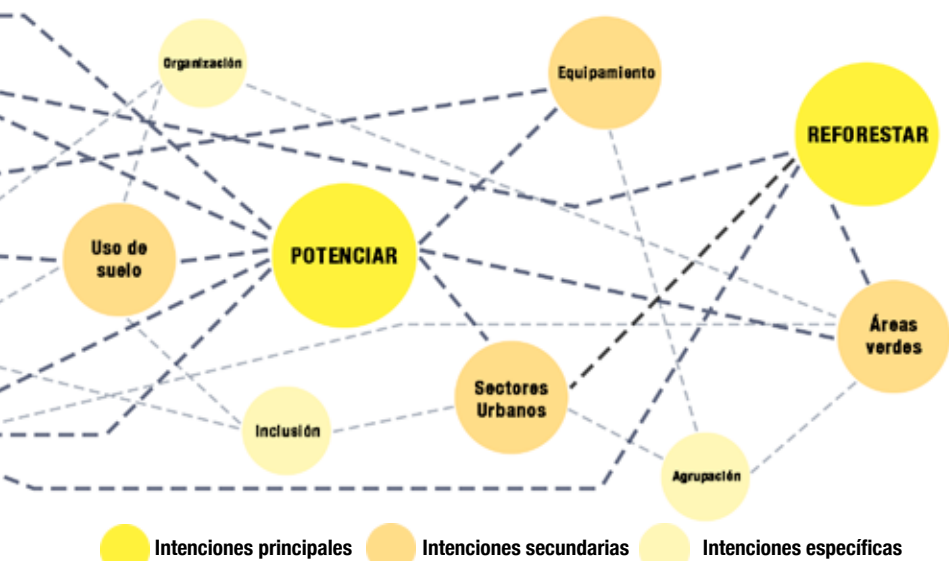 Organización
Equipamiento
REFORESTAR
Uso de
suelo
POTENCIAR
Áreas
verdes
Sectores
Urbanos
Inclusión
Agrupación
Intenciones principales
Intenciones secundarias
Intenciones específicas